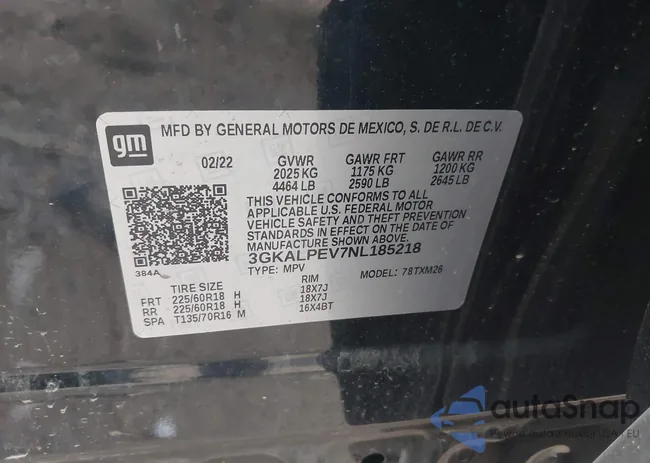 gm
MFD BY GENERAL MOTORS DE MEXICO, S. DE R.L. DE C.V.
02/22 GVWR GAWR FRT GAWR RR
2025 KG 1175 KG 1200 KG
4464 LB 2590 LB 2645 LB
THIS VEHICLE CONFORMS TO ALL
APPLICABLE U.S. FEDERAL MOTOR
VEHICLE SAFETY AND THEFT PREVENTION
STANDARDS IN EFFECT ON THE DATE OF
MANUFACTURE SHOWN ABOVE.
3GKALPEV7NL185218
384A
TYPE: MPV MODEL: 78TXM26
TIRE SIZE RIM
FRT 225/60R18 H 18X7J
RR 225/60R18 H 18X7J
SPA T135/70R16 M 16X4BT
autoSnap